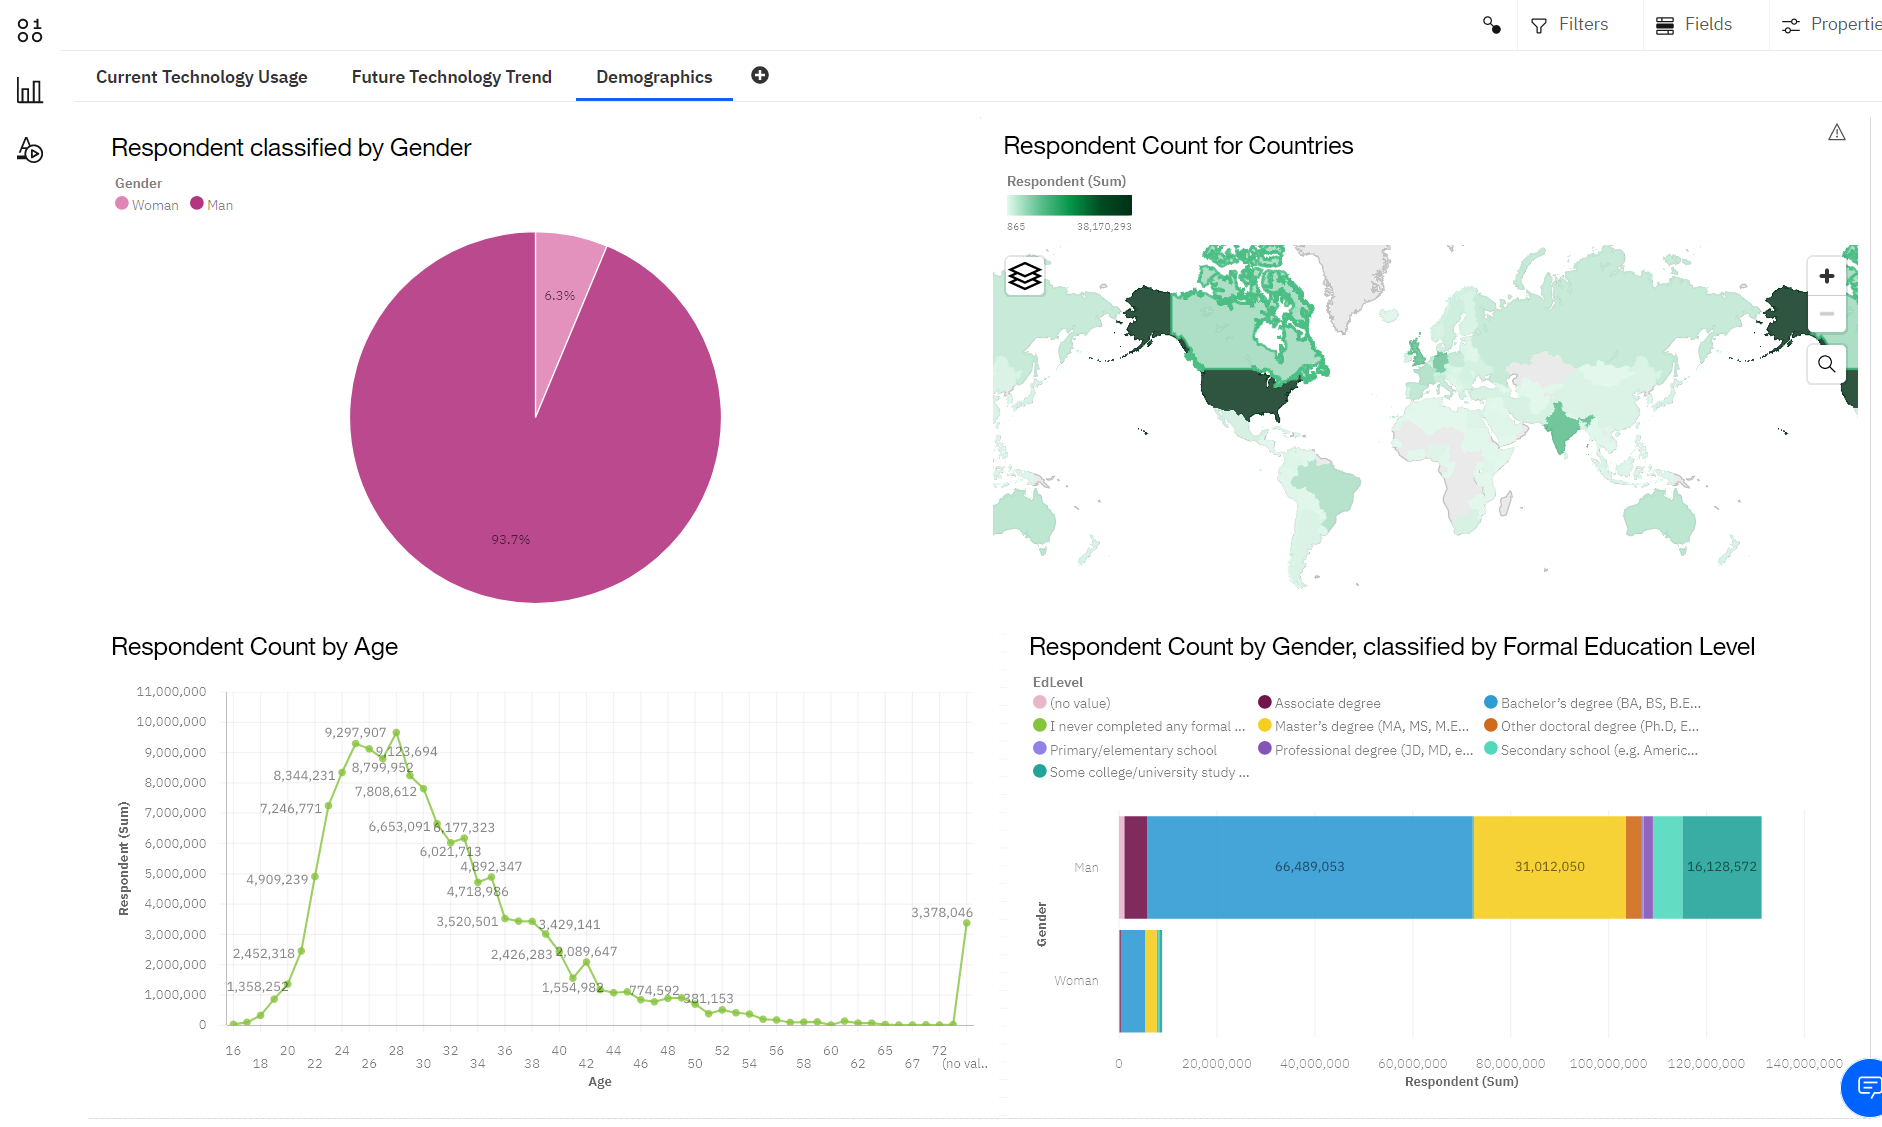 Filters
Fields
Propertie
Current Technology Usage
Future Technology Trend
Demographics
Respondent classified by Gender
Gender
Woman
Man
6.3%
93.7%
Respondent Count for Countries
Respondent (Sum)
865
38,170,293
Respondent Count by Age
Respondent (Sum)
11,000,000
10,000,000
9,000,000
8,000,000
7,000,000
6,000,000
5,000,000
4,000,000
3,000,000
2,000,000
1,000,000
0
1,358,252
2,452,318
4,909,239
7,246,771
8,344,231
9,297,907
9,123,694
8,799,952
7,808,612
6,653,091
6,177,323
6,021,713
4,892,347
4,718,986
3,520,501
3,429,141
2,426,283
2,089,647
1,554,982
774,592
381,153
3,378,046
16 20 24 28 32 36 40 44 48 52 56 60 65 72
18 22 26 30 34 38 42 46 50 54 58 62 67 (no val..
Age
Respondent Count by Gender, classified by Formal Education Level
EdLevel
(no value)
Associate degree
Bachelor's degree (BA, BS, B.E...
I never completed any formal ...
Master's degree (MA, MS, M.E...
Other doctoral degree (Ph.D, E...
Primary/elementary school
Professional degree (JD, MD, e...
Secondary school (e.g. Americ...
Some college/university study ...
Gender
Man
66,489,053
31,012,050
16,128,572
Woman
0 20,000,000 40,000,000 60,000,000 80,000,000 100,000,000 120,000,000 140,000,000
Respondent (Sum)